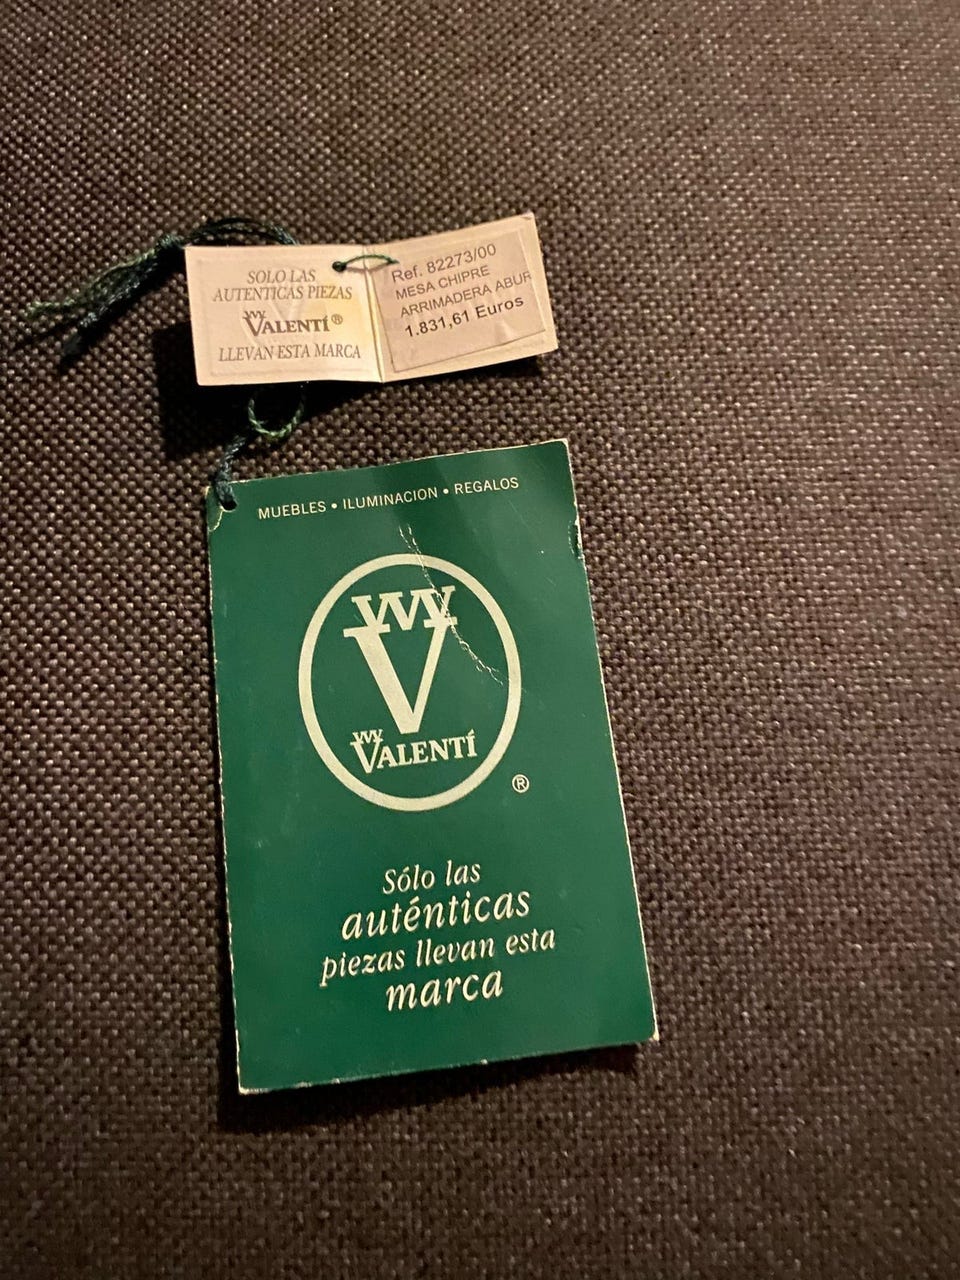 SOLO LAS
AUTENTICAS PIEZAS
VALENTÍ ®
LLEVAN ESTA MARCA
Ref. 82273/00
MESA CHIPRE
ARRIMADERA ABUR
1.831,61 Euros
MUEBLES • ILUMINACION • REGALOS
VVV
V
VALENTÍ
®
Sólo las
auténticas
piezas llevan esta
marca